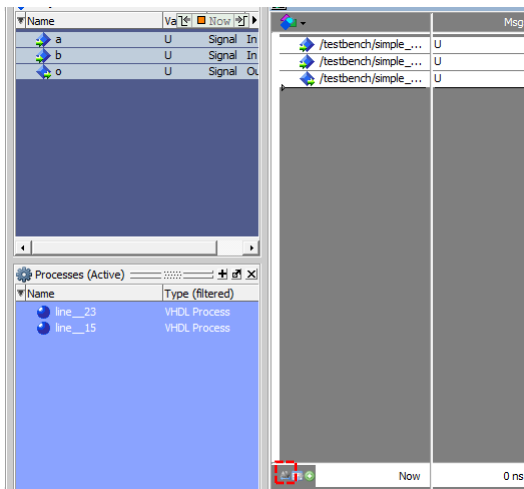 Name
Va
Now
a U Signal In
b U Signal In
o U Signal Ou
Processes (Active)
Name Type (filtered)
line__23 VHDL Process
line__15 VHDL Process
Msg
/testbench/simple_... U
/testbench/simple_... U
/testbench/simple_... U
Now 0 ns